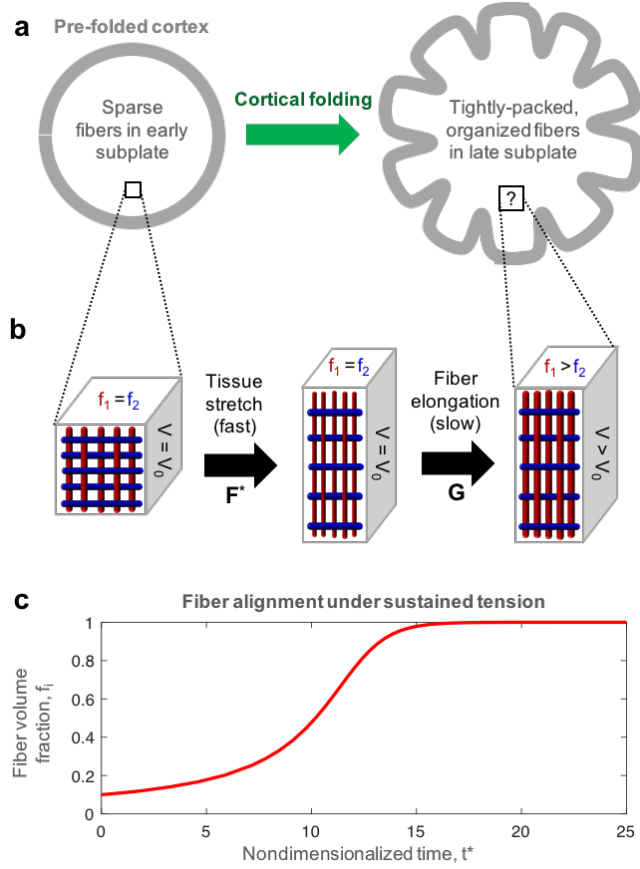 a
Pre-folded cortex
Sparse
fibers in early
subplate
Cortical folding
Tightly-packed,
organized fibers
in late subplate
?
b
f₁ = f₂
V = V₀
Tissue
stretch
(fast)
F*
f₁ = f₂
V = V₀
Fiber
elongation
(slow)
G
f₁ > f₂
V > V₀
c
Fiber alignment under sustained tension
Fiber volume
fraction, fᵢ
1
0.8
0.6
0.4
0.2
0
0 5 10 15 20 25
Nondimensionalized time, t*